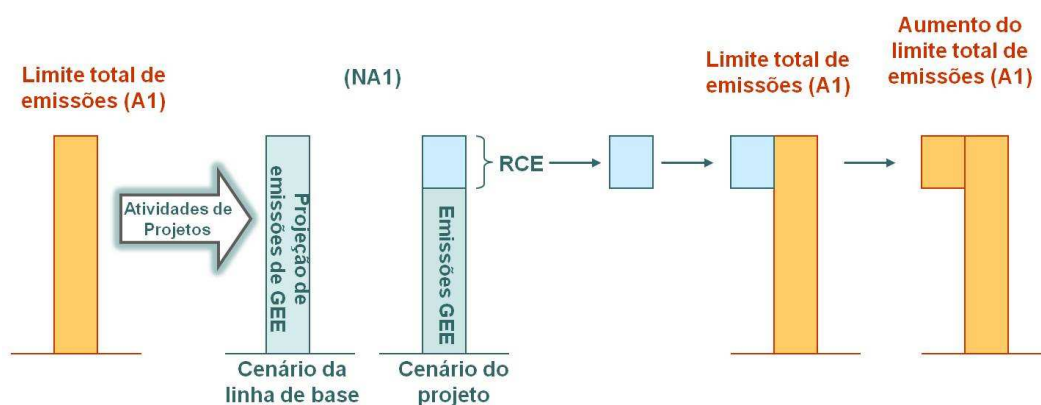 Limite total de
emissões (A1)
(NA1)
Limite total de
emissões (A1)
Aumento do
limite total de
emissões (A1)
Atividades de
Projetos
Projeção de
emissões de GEE
Emissões GEE
RCE
Cenário da
linha de base
Cenário do
projeto